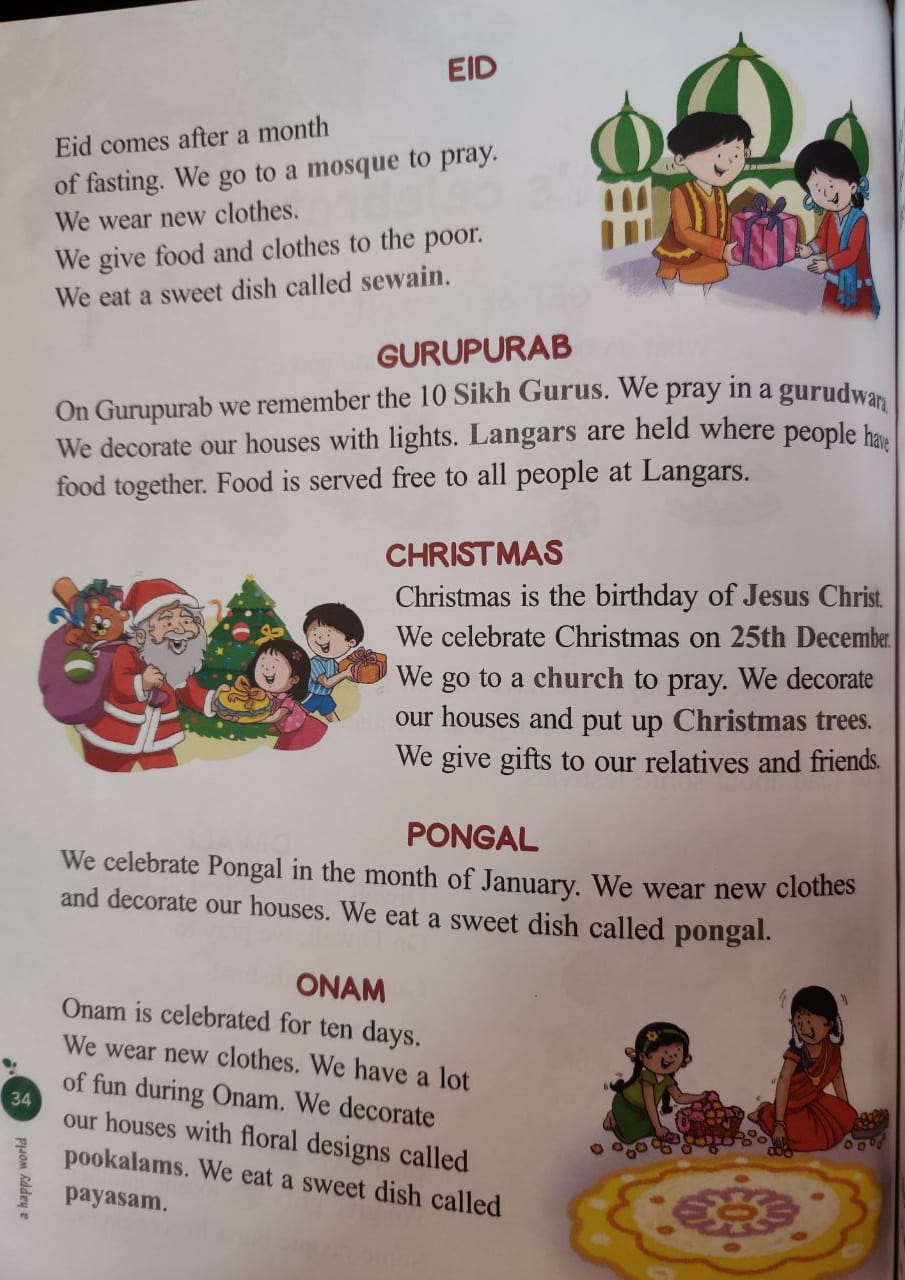 EID
Eid comes after a month
of fasting. We go to a mosque to pray.
We wear new clothes.
We give food and clothes to the poor.
We eat a sweet dish called sewain.
GURUPURAB
On Gurupurab we remember the 10 Sikh Gurus. We pray in a gurudwara.
We decorate our houses with lights. Langars are held where people have
food together. Food is served free to all people at Langars.
CHRISTMAS
Christmas is the birthday of Jesus Christ.
We celebrate Christmas on 25th December.
We go to a church to pray. We decorate
our houses and put up Christmas trees.
We give gifts to our relatives and friends.
PONGAL
We celebrate Pongal in the month of January. We wear new clothes
and decorate our houses. We eat a sweet dish called pongal.
ONAM
Onam is celebrated for ten days.
We wear new clothes. We have a lot
of fun during Onam. We decorate
our houses with floral designs called
pookalams. We eat a sweet dish called
payasam.
34
a happy world